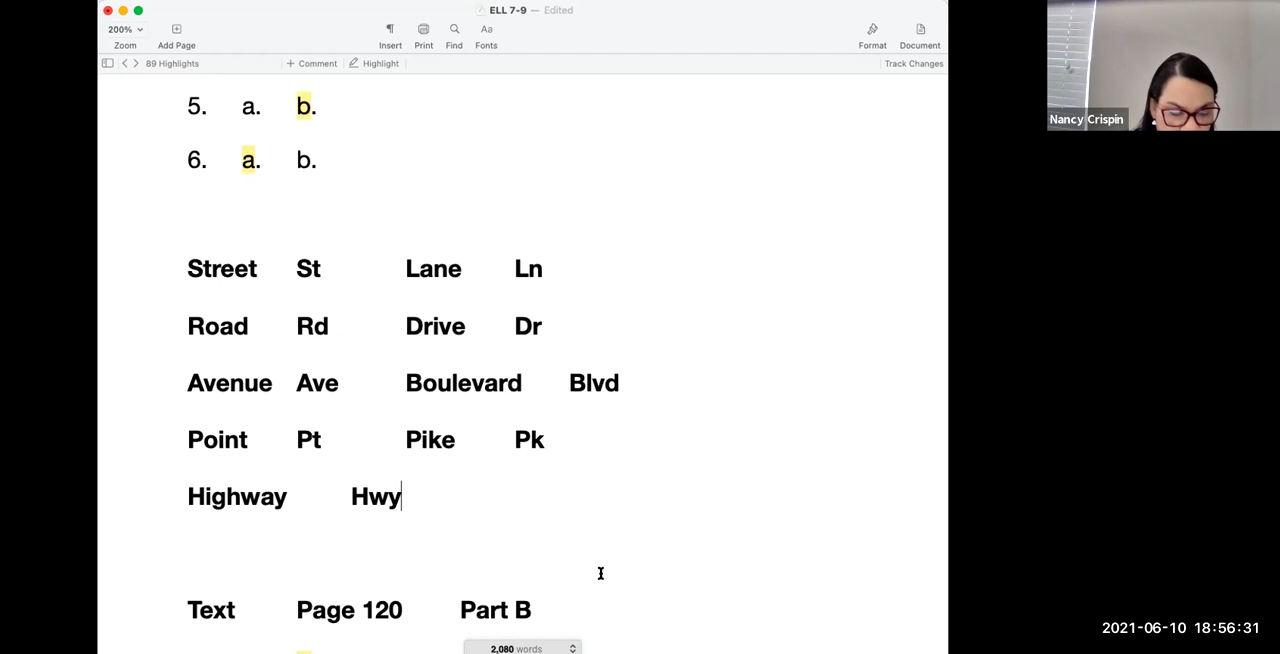 ELL 7-9 — Edited
200%
Zoom Add Page Insert Print Find Fonts Format Document
89 Highlights + Comment Highlight Track Changes
5. a. b.
6. a. b.
Street St Lane Ln
Road Rd Drive Dr
Avenue Ave Boulevard Blvd
Point Pt Pike Pk
Highway Hwy
Text Page 120 Part B
2,080 words
Nancy Crispin
2021-06-10 18:56:31